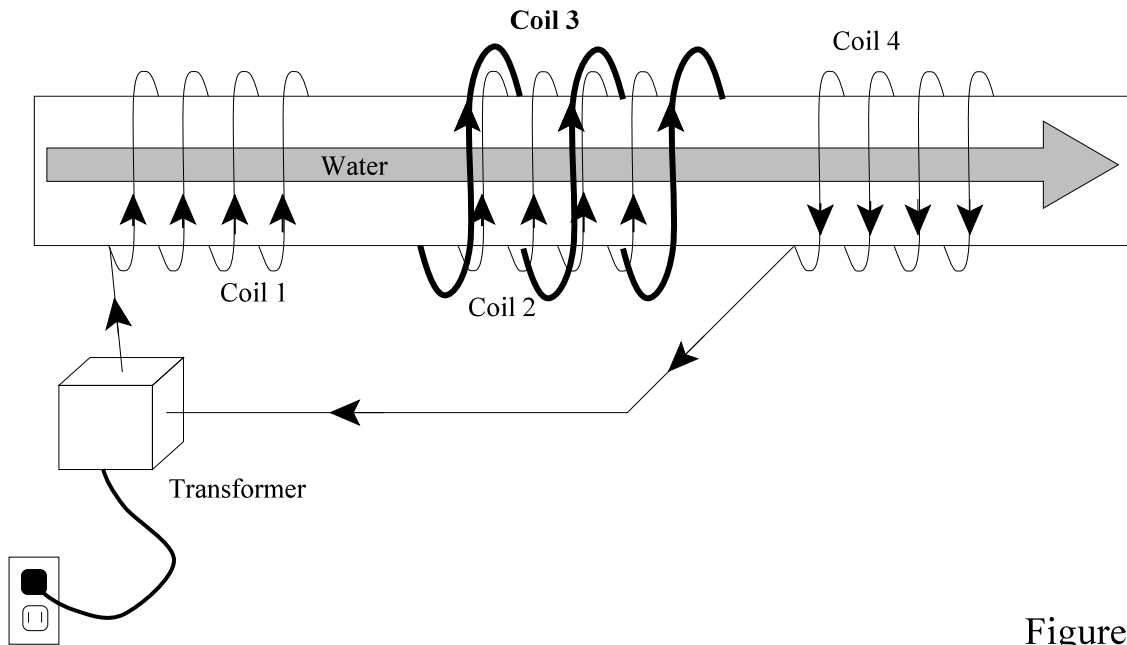 Coil 3
Coil 4
Water
Coil 1
Coil 2
Transformer
Figure